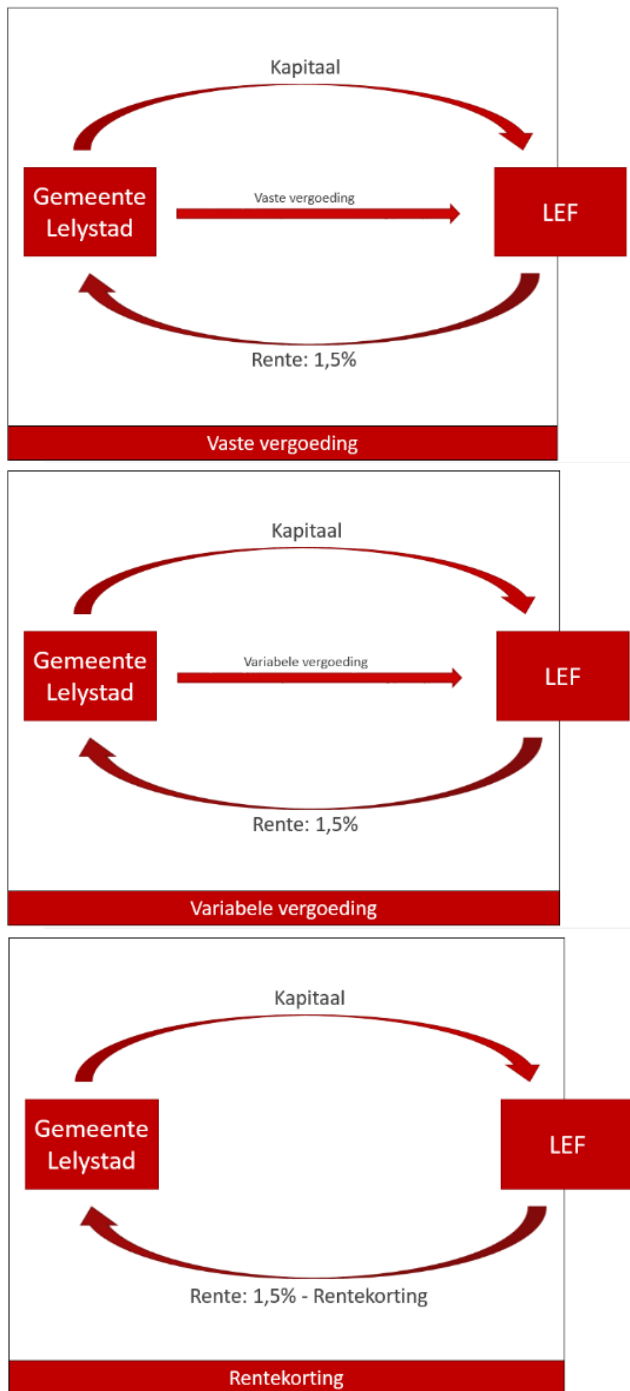 Kapitaal
Gemeente
Lelystad
Vaste vergoeding
LEF
Rente: 1,5%
Vaste vergoeding
Kapitaal
Gemeente
Lelystad
Variabele vergoeding
LEF
Rente: 1,5%
Variabele vergoeding
Kapitaal
Gemeente
Lelystad
LEF
Rente: 1,5% - Rentekorting
Rentekorting